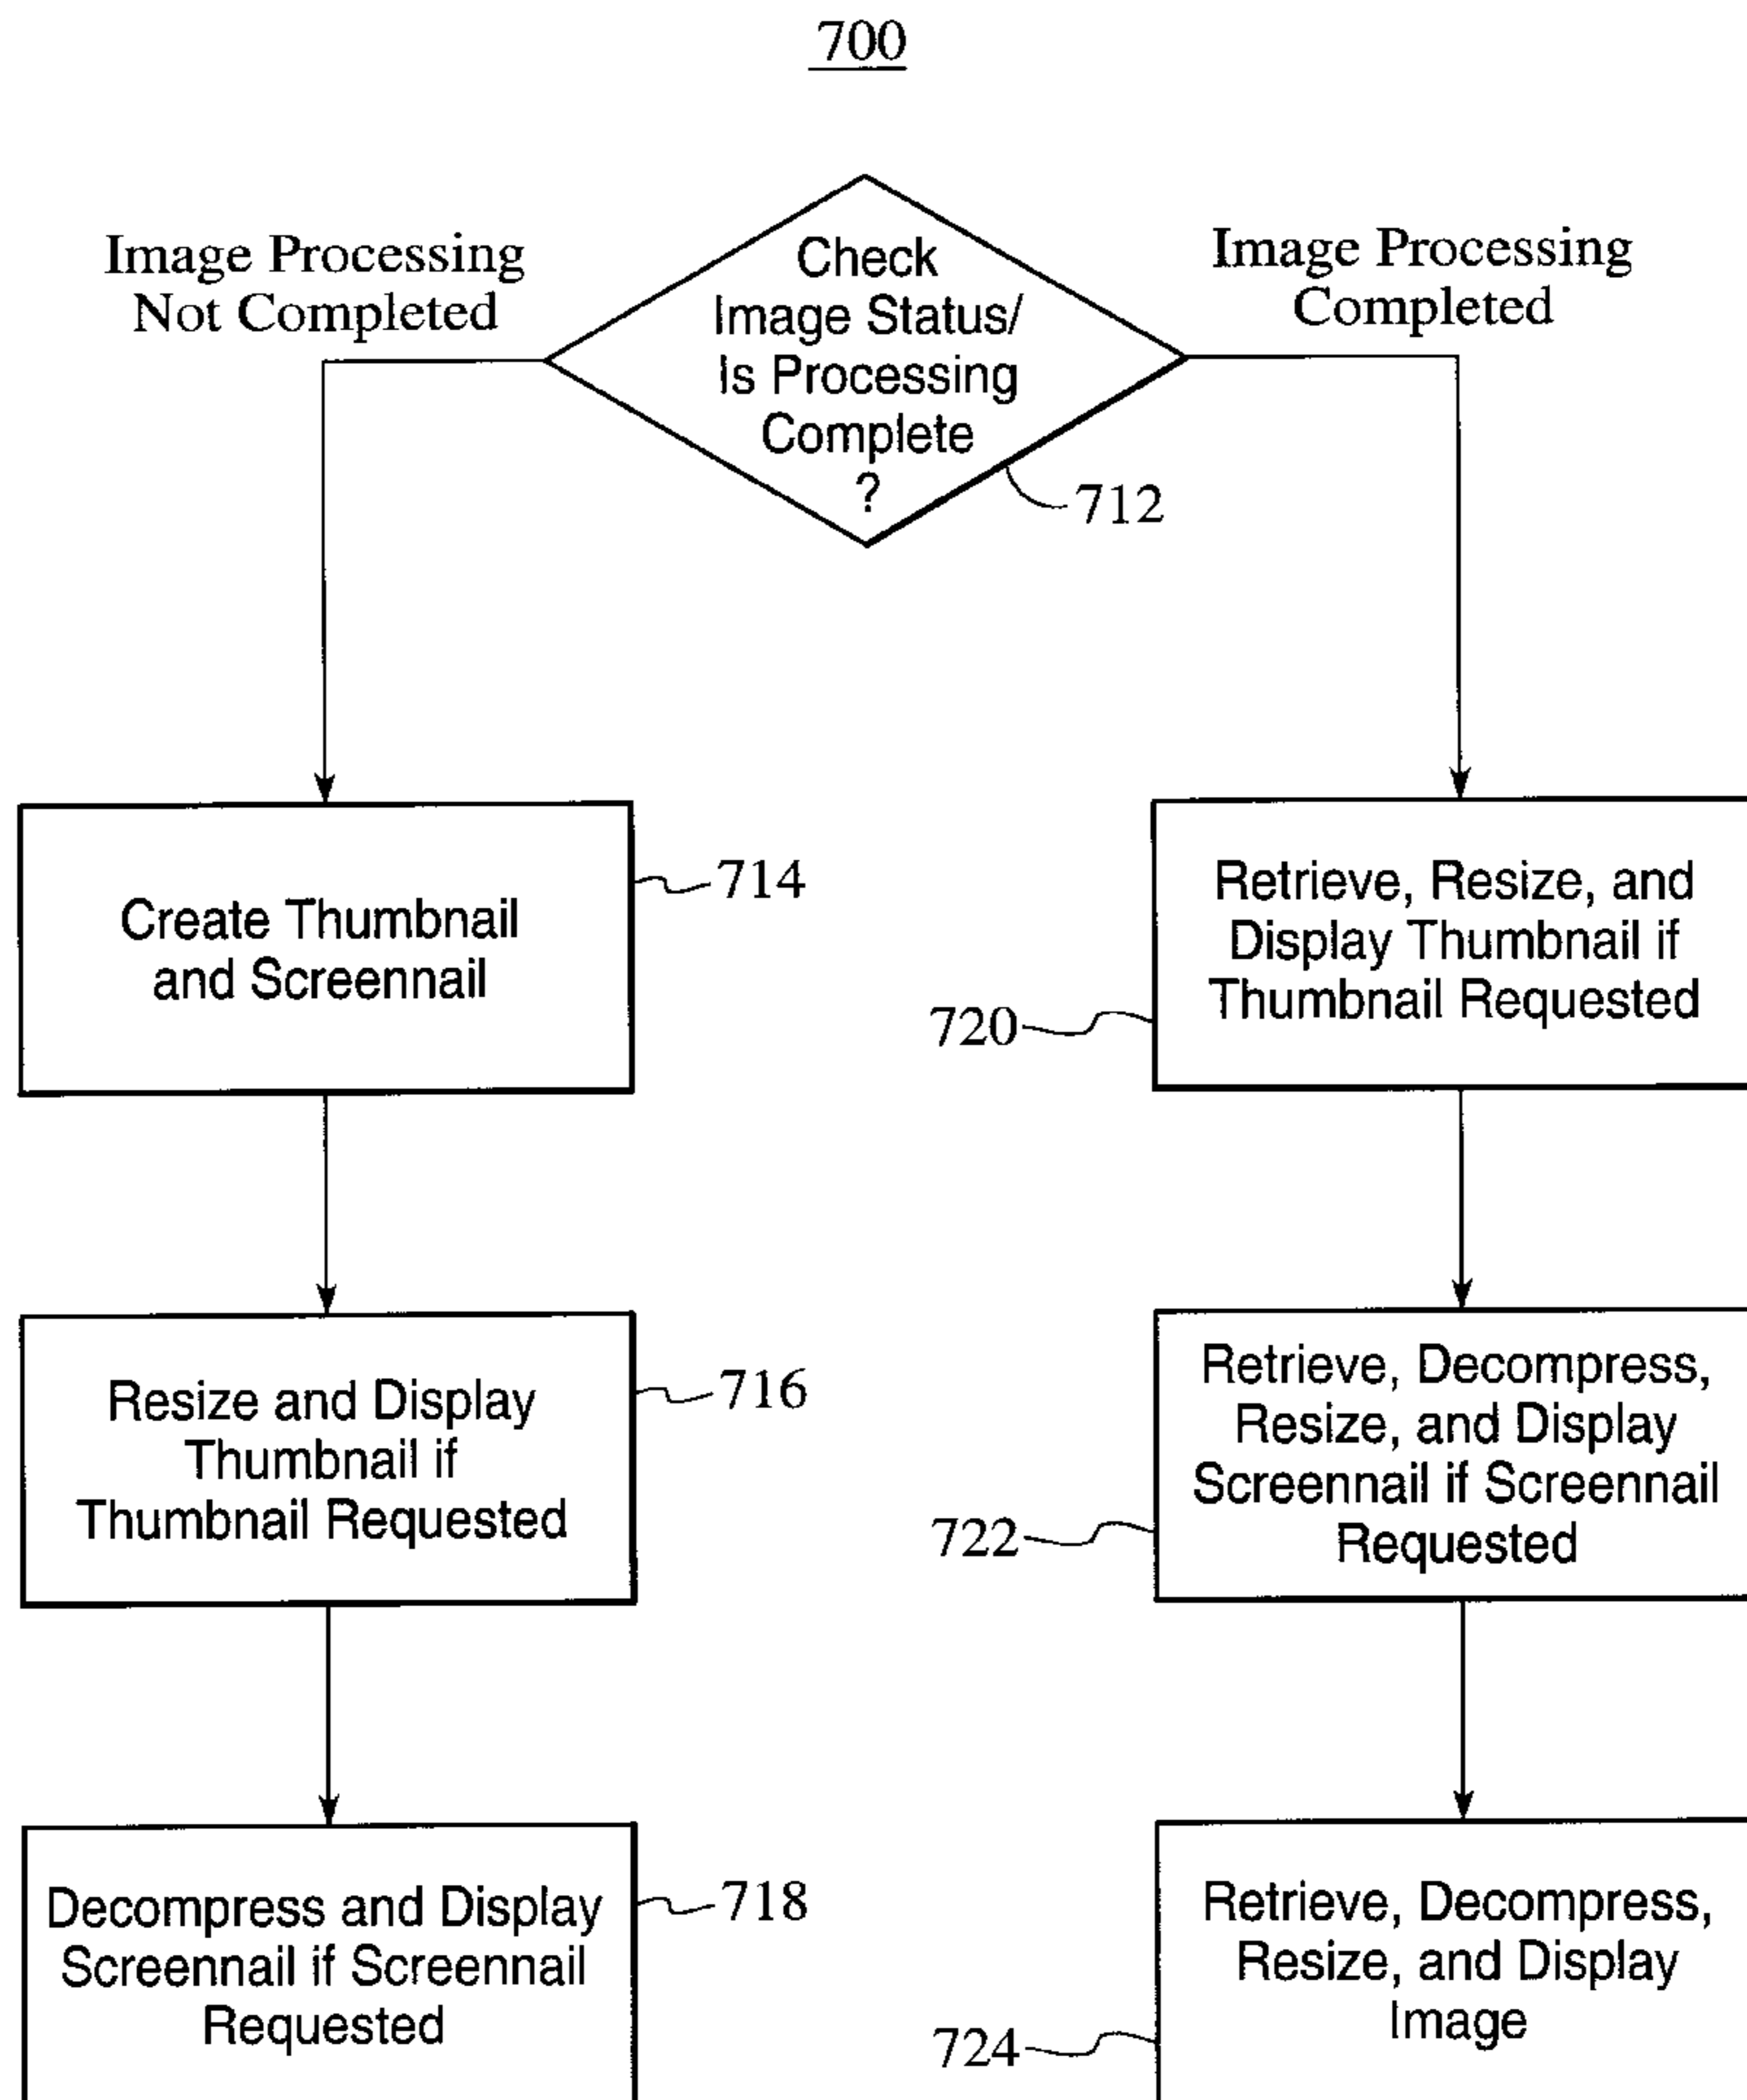 700
Image Processing
Not Completed
Check
Image Status/
Is Processing
Complete
?
Image Processing
Completed
712
Create Thumbnail
and Screennail
714
Retrieve, Resize, and
Display Thumbnail if
Thumbnail Requested
720
Resize and Display
Thumbnail if
Thumbnail Requested
716
Retrieve, Decompress,
Resize, and Display
Screennail if Screennail
Requested
722
Decompress and Display
Screennail if Screennail
Requested
718
Retrieve, Decompress,
Resize, and Display
Image
724